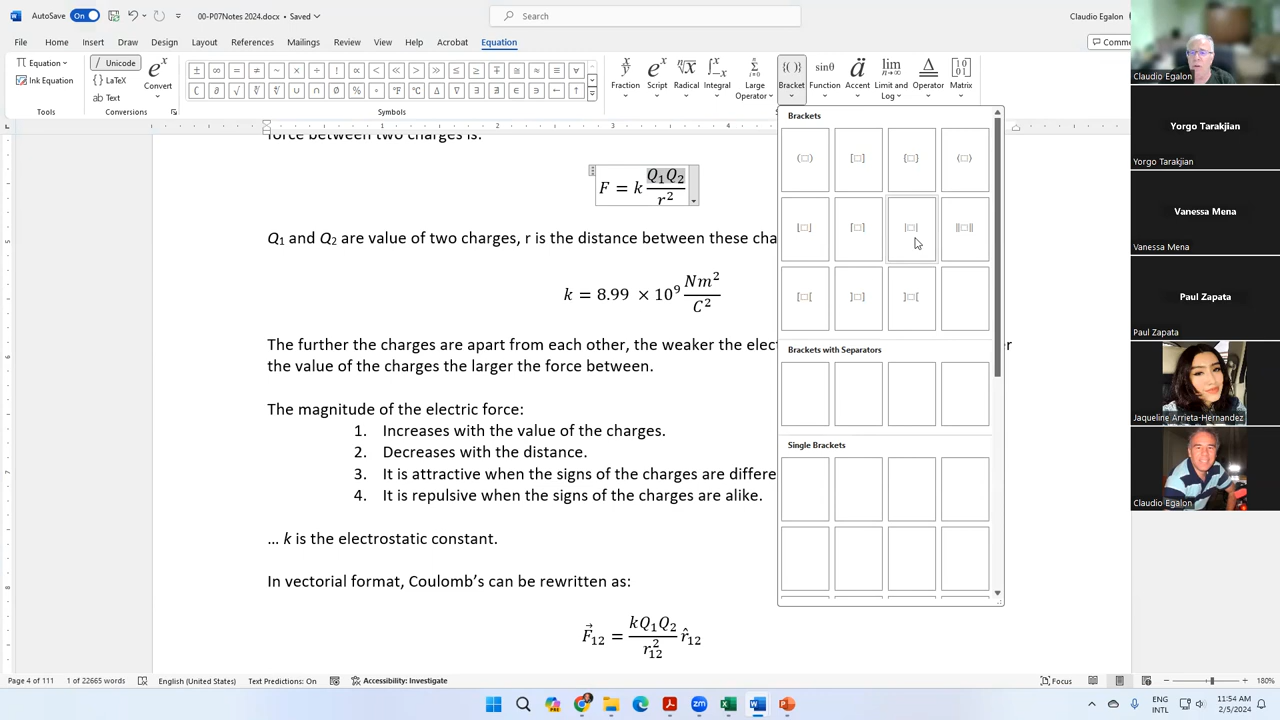 AutoSave On 00-P07Notes 2024.docx • Saved Search Claudio Egalon
File Home Insert Draw Design Layout References Mailings Review View Zotero Acrobat Equation
Comme
Equation Unicode
Ink Equation LaTeX Convert
Text
Fraction Script Radical Integral Large Operator Bracket Function Accent Limit and Log Operator Matrix
Tools Conversions Symbols
Brackets
Brackets with Separators
Single Brackets
force between two charges is:
F = k Q₁Q₂ / r²
Q₁ and Q₂ are value of two charges, r is the distance between these cha
k = 8.99 × 10⁹ Nm² / C²
The further the charges are apart from each other, the weaker the elect
er
the value of the charges the larger the force between.
The magnitude of the electric force:
1. Increases with the value of the charges.
2. Decreases with the distance.
3. It is attractive when the signs of the charges are differe
4. It is repulsive when the signs of the charges are alike.
... k is the electrostatic constant.
In vectorial format, Coulomb's can be rewritten as:
F⃗₁₂ = kQ₁Q₂ / r₁₂² r̂₁₂
Page 4 of 111 1 of 22665 words English (United States) Text Predictions: On Accessibility: Investigate Focus 180%
ENG
INTL
11:54 AM
2/5/2024
Claudio Egalon
Yorgo Tarakjian
Yorgo Tarakjian
Vanessa Mena
Vanessa Mena
Paul Zapata
Paul Zapata
Jaqueline Arrieta-Hernandez
Claudio Egalon